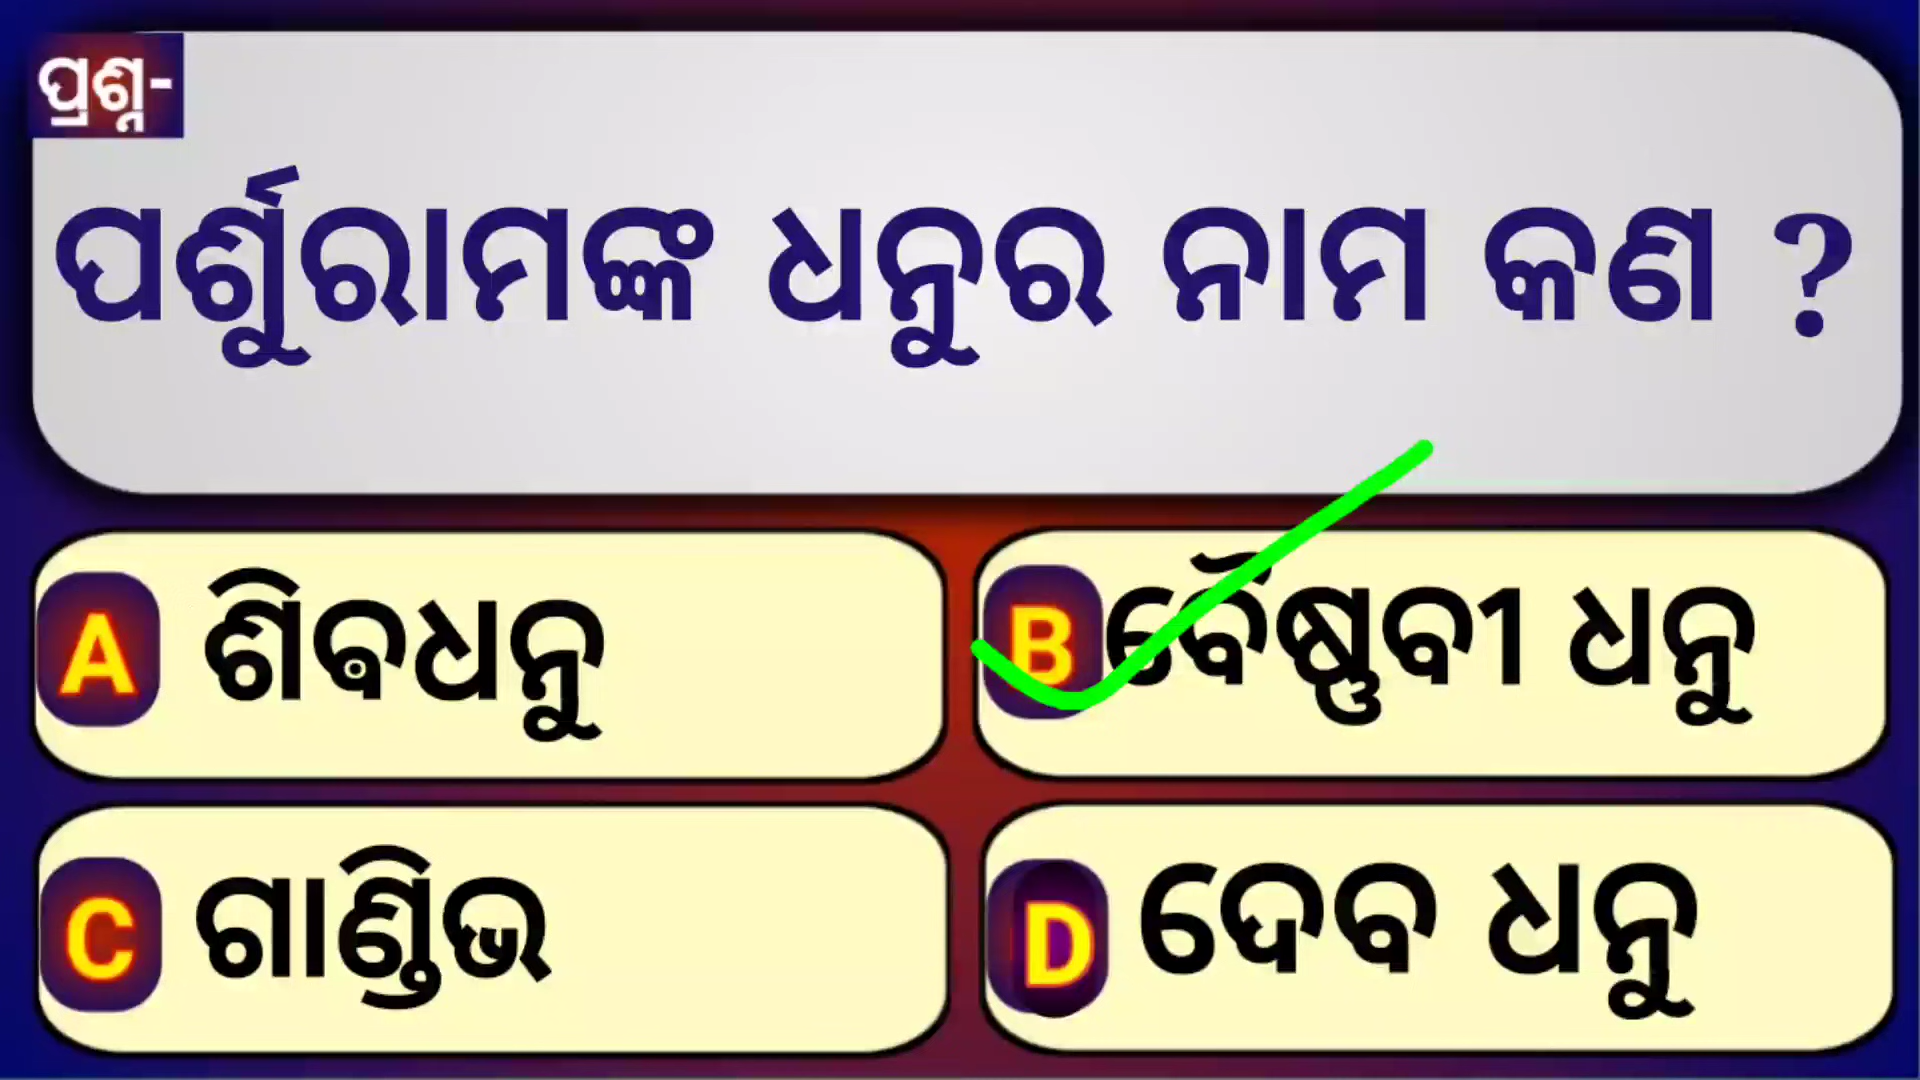 ପ୍ରଶ୍ନ-
ପର୍ଶୁରାମଙ୍କ ଧନୁର ନାମ କଣ ?
A ଶିବଧନୁ
B ବୈଷ୍ଣବୀ ଧନୁ
C ଗାଣ୍ଡିଭ
D ଦେବ ଧନୁ